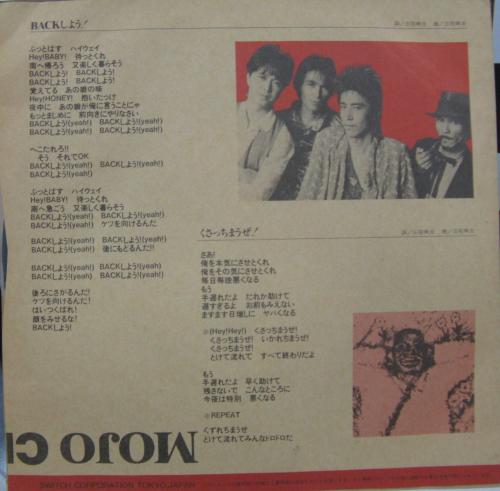 BACKしよう!
ぶっとばす ハイウェイ
Hey!BABY! 待っとくれ
南へ帰ろう 又楽しく暮らそう
BACKしよう! BACKしよう!
BACKしよう! BACKしよう!
覚えてる あの娘の味
Hey!HONEY! 抱いたっけ
夜中に あの娘が俺に言うことにゃ
もっとまじめに 前向きにやりなさい
BACKしよう(yeah!) BACKしよう(yeah!)
BACKしよう(yeah!) BACKしよう(yeah!)
へこたれろ!!
そう それでOK
BACKしよう(yeah!) BACKしよう(yeah!)
BACKしよう(yeah!)
ぶっとばす ハイウェイ
Hey!BABY! 待っとくれ
南へ急ごう 又楽しく暮らそう
BACKしよう(yeah!) BACKしよう(yeah!)
BACKしよう(yeah!) ケツを向けるんだ
BACKしよう(yeah!) BACKしよう(yeah!)
BACKしよう(yeah!) 後にもどるんだ!!
BACKしよう(yeah!) BACKしよう(yeah!)
BACKしよう(yeah!) BACKしよう(yeah!)
後ろにさがるんだ!
ケツを向けるんだ!
はいつくばれ!
顔をみせるな!
BACKしよう!
くさっちまうぜ!
さあ!
俺を本気にさせとくれ
俺をその気にさせとくれ
毎日毎晩悪くなる
もう
手遅れだよ だれか助けて
遅すぎるよ お前もみえない
ますます日増しに ヤバくなる
※(Hey!Hey!) くさっちまうぜ!
くさっちまうぜ! いかれちまうぜ!
くさっちまうぜ!
とけて流れて すべて終わりだよ
もう
手遅れだよ 早く助けて
残さないで こんなところに
今夜は特別 悪くなる
※REPEAT
くずれちまうぜ
とけて流れてみんなドロドロだ
MOJO CL
SWITCH CORPORATION TOKYO,JAPAN